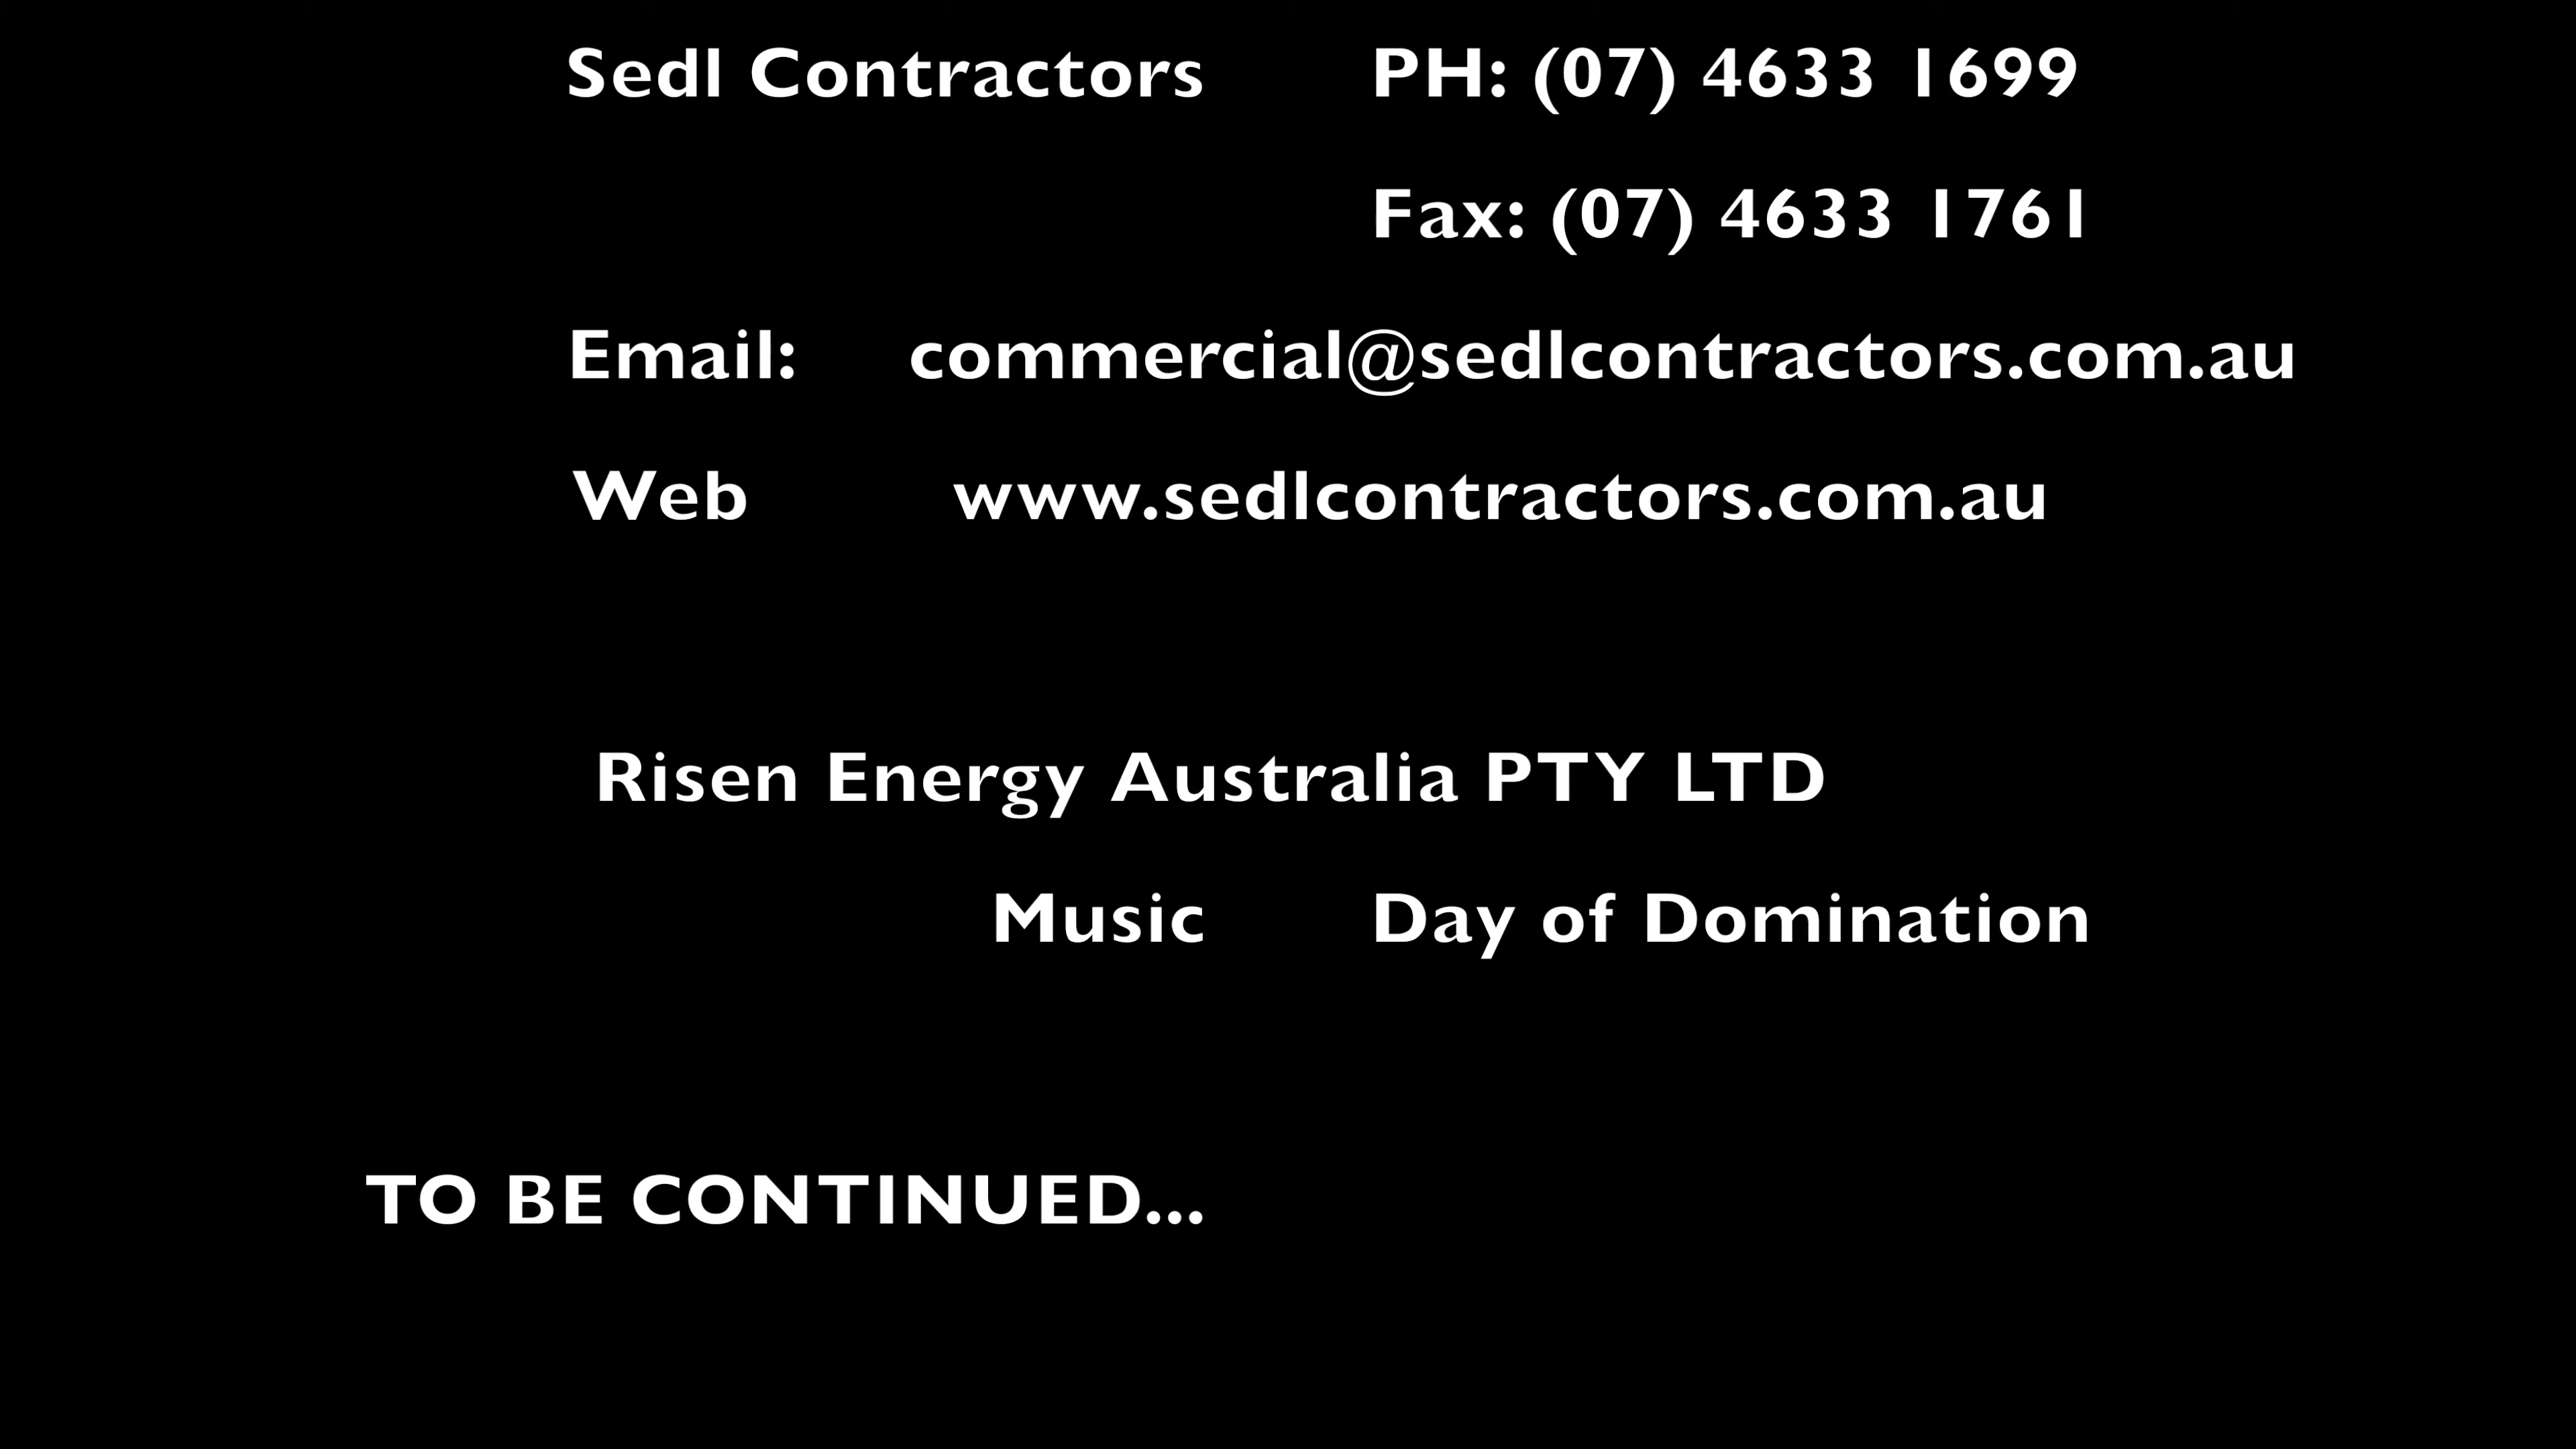 Sedl Contractors PH: (07) 4633 1699
Fax: (07) 4633 1761
Email: commercial@sedlcontractors.com.au
Web www.sedlcontractors.com.au
Risen Energy Australia PTY LTD
Music Day of Domination
TO BE CONTINUED...